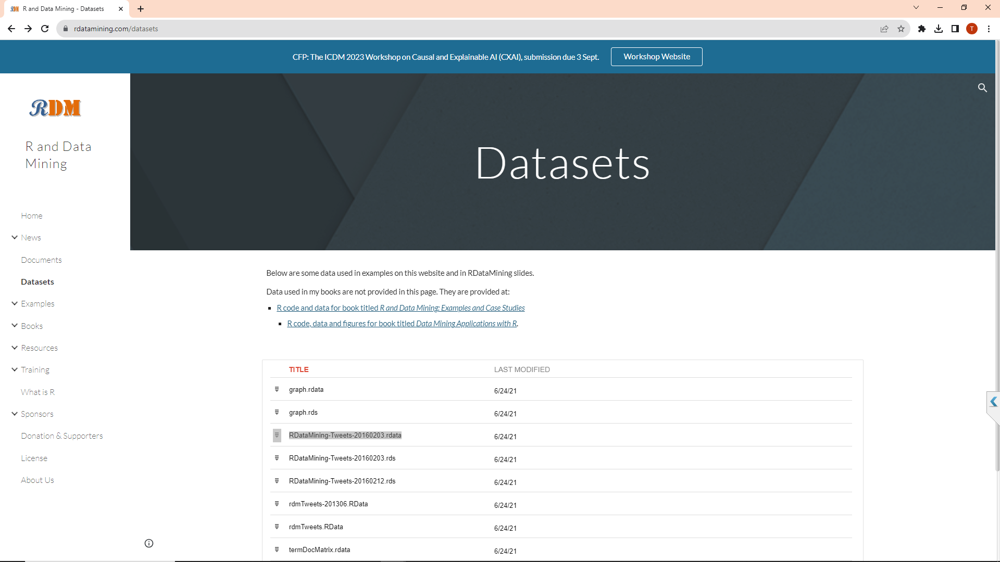 R and Data Mining - Datasets
rdatamining.com/datasets
T
CFP: The ICDM 2023 Workshop on Causal and Explainable AI (CXAI), submission due 3 Sept.
Workshop Website
RDM
R and Data
Mining
Home
News
Documents
Datasets
Examples
Books
Resources
Training
What is R
Sponsors
Donation & Supporters
License
About Us
Datasets
Below are some data used in examples on this website and in RDataMining slides.
Data used in my books are not provided in this page. They are provided at:
R code and data for book titled R and Data Mining: Examples and Case Studies
R code, data and figures for book titled Data Mining Applications with R.
TITLE LAST MODIFIED
graph.rdata 6/24/21
graph.rds 6/24/21
RDataMining-Tweets-20160203.rdata 6/24/21
RDataMining-Tweets-20160203.rds 6/24/21
RDataMining-Tweets-20160212.rds 6/24/21
rdmTweets-201306.RData 6/24/21
rdmTweets.RData 6/24/21
termDocMatrix.rdata 6/24/21